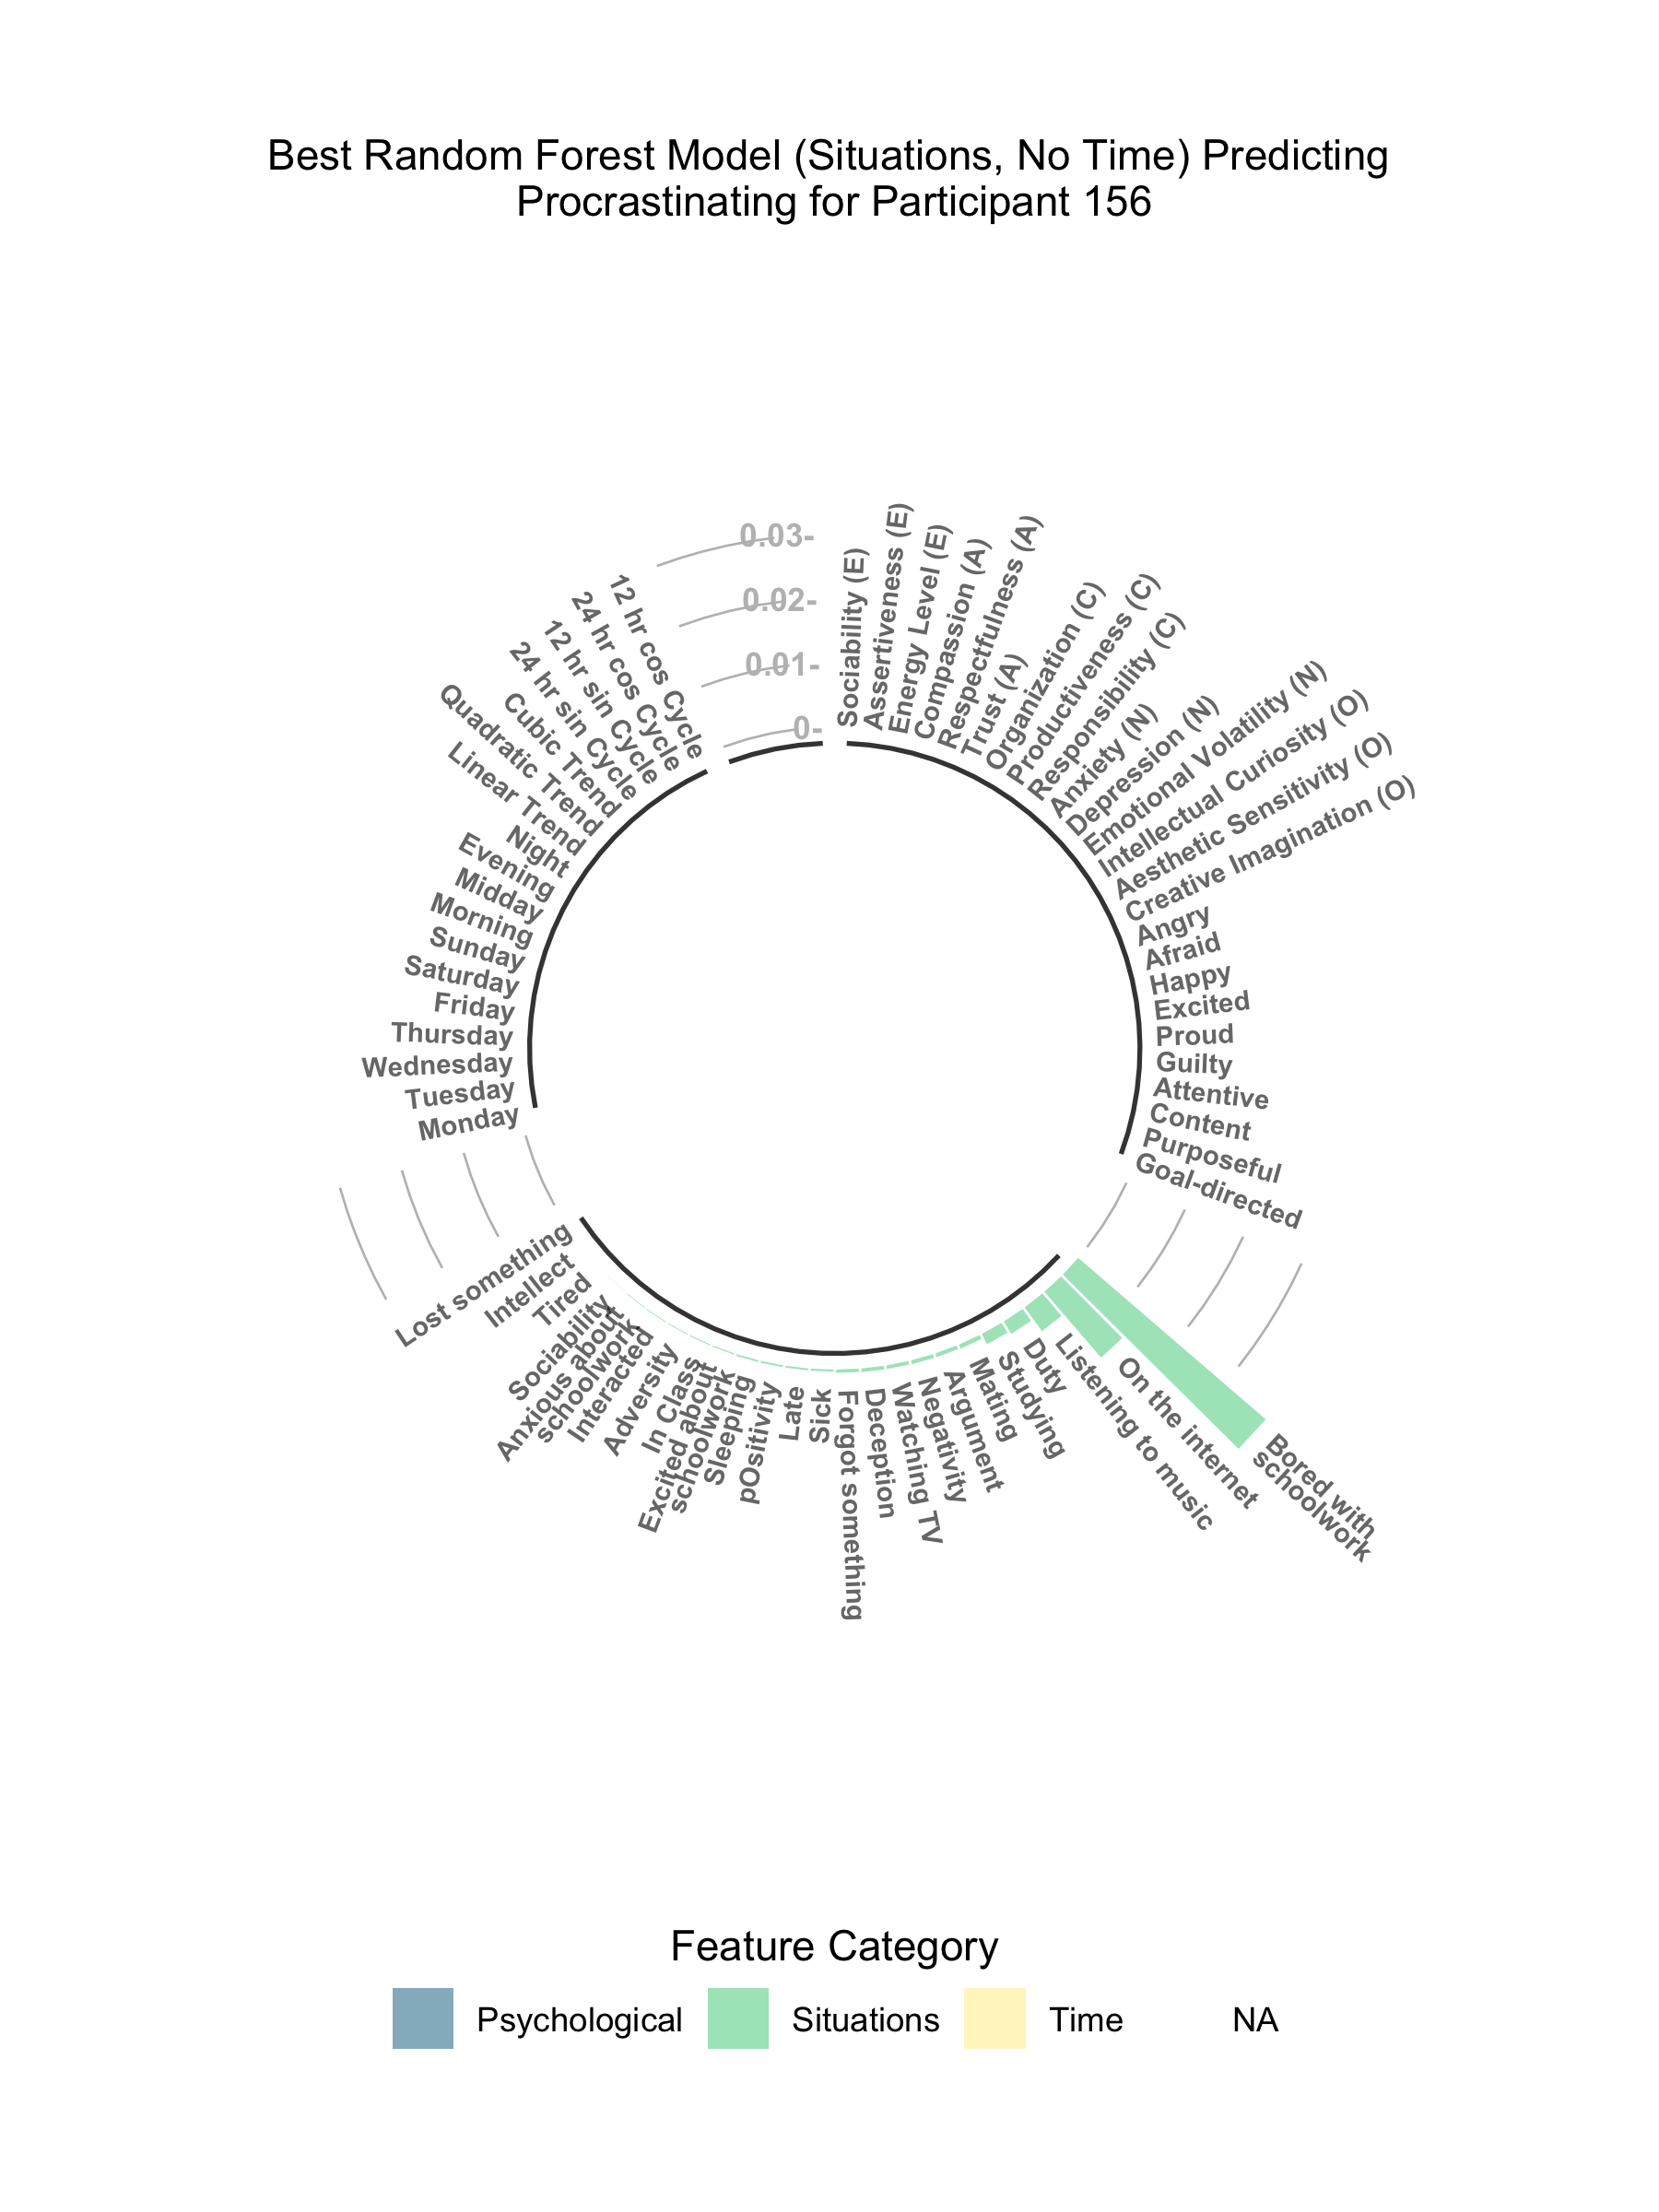 Best Random Forest Model (Situations, No Time) Predicting
Procrastinating for Participant 156
0.03-
0.02-
0.01-
0-
Sociability (E)
Assertiveness (E)
Energy Level (E)
Compassion (A)
Respectfulness (A)
Trust (A)
Organization (C)
Productiveness (C)
Responsibility (C)
Anxiety (N)
Depression (N)
Emotional Volatility (N)
Intellectual Curiosity (O)
Aesthetic Sensitivity (O)
Creative Imagination (O)
Angry
Afraid
Happy
Excited
Proud
Guilty
Attentive
Content
Purposeful
Goal-directed
Bored with
schoolwork
On the internet
Listening to music
Duty
Studying
Mating
Argument
Negativity
Watching TV
Deception
Forgot something
Sick
Late
pOsitivity
Sleeping
Excited about
schoolwork
In Class
Adversity
Interacted
Anxious about
schoolwork
Sociability
Tired
Intellect
Lost something
Monday
Tuesday
Wednesday
Thursday
Friday
Saturday
Sunday
Morning
Midday
Evening
Night
Linear Trend
Quadratic Trend
Cubic Trend
24 hr sin Cycle
12 hr sin Cycle
24 hr cos Cycle
12 hr cos Cycle
Feature Category
Psychological
Situations
Time
NA